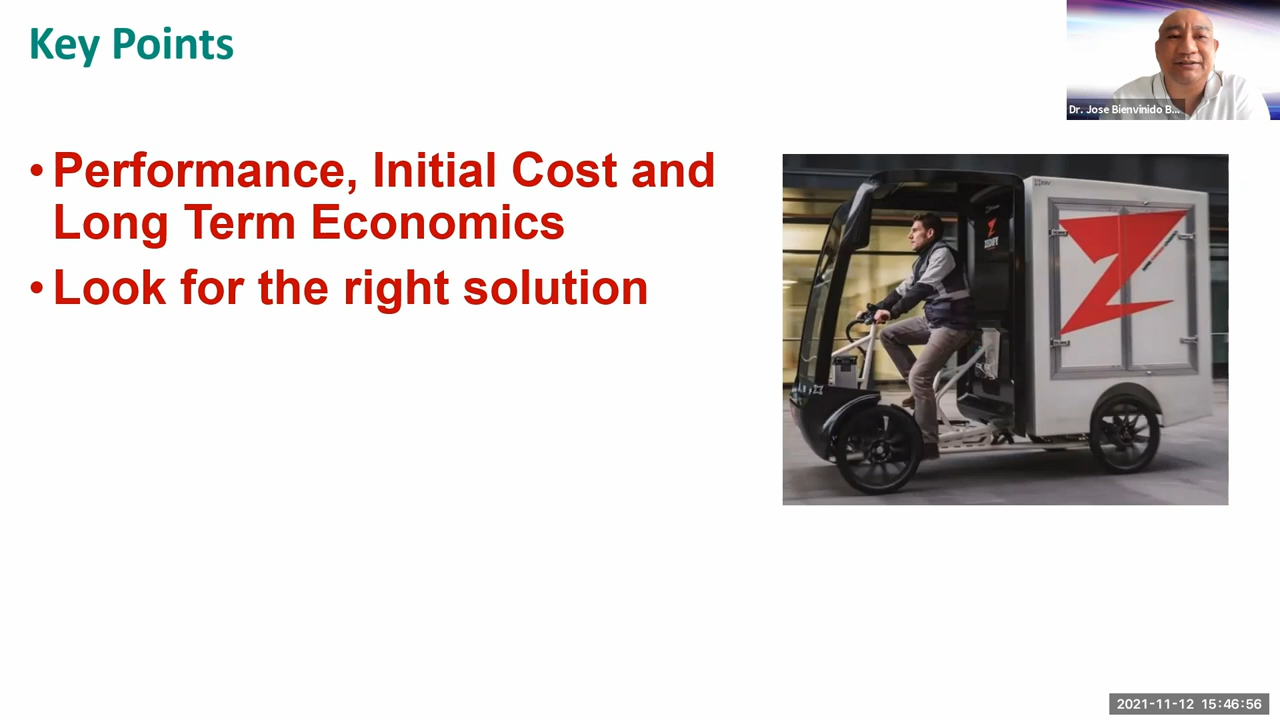 Key Points
Dr. Jose Bienvinido B...
• Performance, Initial Cost and
Long Term Economics
• Look for the right solution
Z
2021-11-12 15:46:56